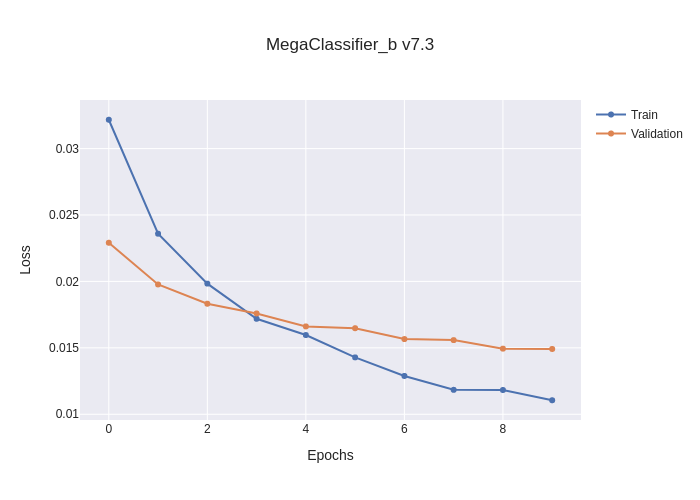 MegaClassifier_b v7.3
Train
Validation
Loss
0.03
0.025
0.02
0.015
0.01
0 2 4 6 8
Epochs